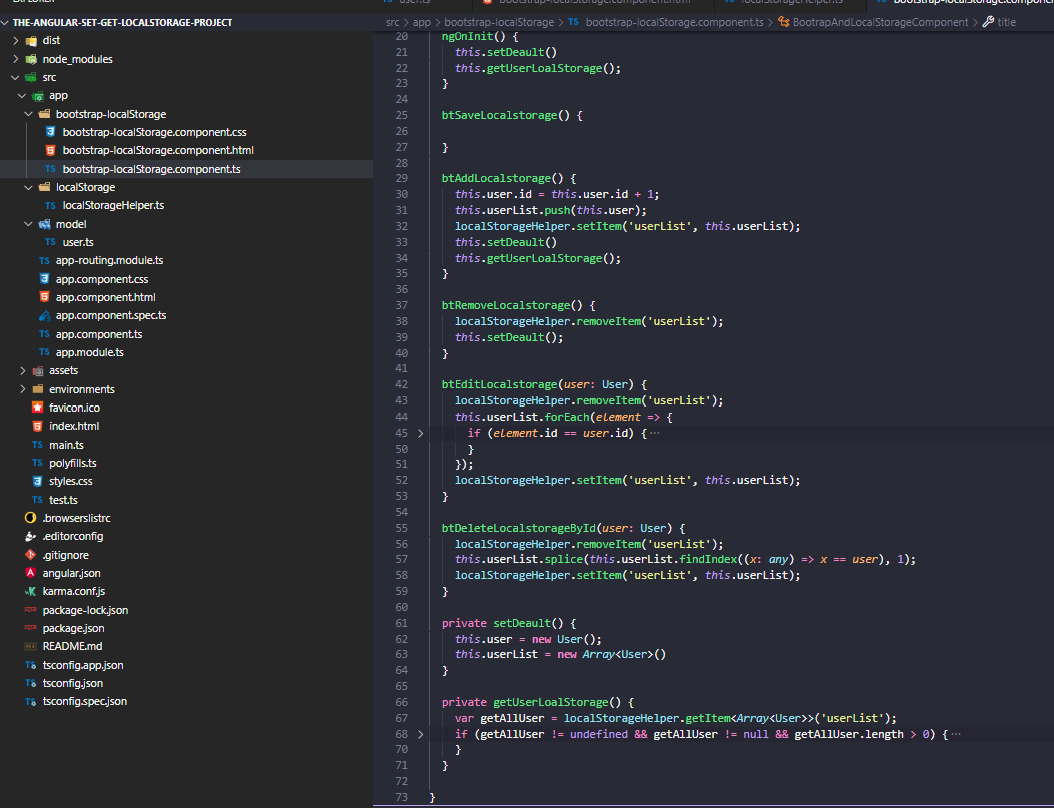 THE-ANGULAR-SET-GET-LOCALSTORAGE-PROJECT
dist
node_modules
src
app
bootstrap-localStorage
bootstrap-localStorage.component.css
bootstrap-localStorage.component.html
TS bootstrap-localStorage.component.ts
localStorage
TS localStorageHelper.ts
model
TS user.ts
TS app-routing.module.ts
app.component.css
app.component.html
app.component.spec.ts
TS app.component.ts
TS app.module.ts
assets
environments
favicon.ico
index.html
TS main.ts
TS polyfills.ts
styles.css
TS test.ts
.browserslistrc
.editorconfig
.gitignore
angular.json
karma.conf.js
package-lock.json
package.json
README.md
tsconfig.app.json
tsconfig.json
tsconfig.spec.json
src > app > bootstrap-localStorage > TS bootstrap-localStorage.component.ts > BootrapAndLocalStorageComponent > title
20 ngOnInit() {
21 this.setDeault()
22 this.getUserLoalStorage();
23 }
24
25 btSaveLocalstorage() {
26
27 }
28
29 btAddLocalstorage() {
30 this.user.id = this.user.id + 1;
31 this.userList.push(this.user);
32 localStorageHelper.setItem('userList', this.userList);
33 this.setDeault()
34 this.getUserLoalStorage();
35 }
36
37 btRemoveLocalstorage() {
38 localStorageHelper.removeItem('userList');
39 this.setDeault();
40 }
41
42 btEditLocalstorage(user: User) {
43 localStorageHelper.removeItem('userList');
44 this.userList.forEach(element => {
45 if (element.id == user.id) { ···
50 }
51 });
52 localStorageHelper.setItem('userList', this.userList);
53 }
54
55 btDeleteLocalstorageById(user: User) {
56 localStorageHelper.removeItem('userList');
57 this.userList.splice(this.userList.findIndex((x: any) => x == user), 1);
58 localStorageHelper.setItem('userList', this.userList);
59 }
60
61 private setDeault() {
62 this.user = new User();
63 this.userList = new Array<User>()
64 }
65
66 private getUserLoalStorage() {
67 var getAllUser = localStorageHelper.getItem<Array<User>>('userList');
68 if (getAllUser != undefined && getAllUser != null && getAllUser.length > 0) { ···
70 }
71 }
72
73 }